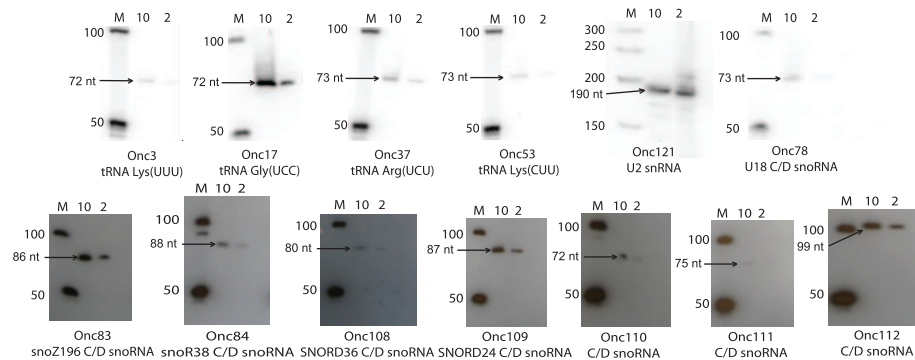 M 10 2
100
72 nt
50
Onc3
tRNA Lys(UUU)
M 10 2
100
72 nt
50
Onc17
tRNA Gly(UCC)
M 10 2
100
73 nt
50
Onc37
tRNA Arg(UCU)
M 10 2
100
73 nt
50
Onc53
tRNA Lys(CUU)
M 10 2
300
250
200
190 nt
150
Onc121
U2 snRNA
M 10 2
100
73 nt
50
Onc78
U18 C/D snoRNA
M 10 2
100
86 nt
50
Onc83
snoZ196 C/D snoRNA
M 10 2
100
88 nt
50
Onc84
snoR38 C/D snoRNA
M 10 2
100
80 nt
50
Onc108
SNORD36 C/D snoRNA
M 10 2
100
87 nt
50
Onc109
SNORD24 C/D snoRNA
M 10 2
100
72 nt
50
Onc110
C/D snoRNA
M 10 2
100
75 nt
50
Onc111
C/D snoRNA
M 10 2
100
99 nt
50
Onc112
C/D snoRNA